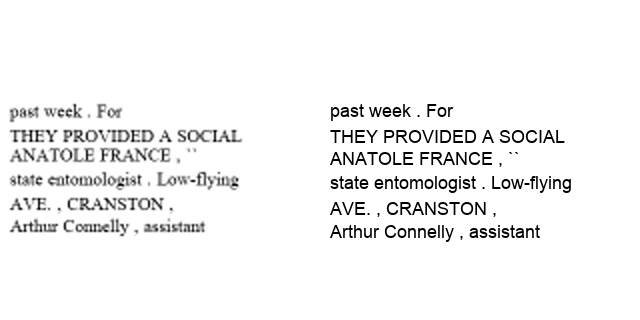 past week . For
THEY PROVIDED A SOCIAL
ANATOLE FRANCE , ``
state entomologist . Low-flying
AVE. , CRANSTON ,
Arthur Connelly , assistant
past week . For
THEY PROVIDED A SOCIAL
ANATOLE FRANCE , ``
state entomologist . Low-flying
AVE. , CRANSTON ,
Arthur Connelly , assistant